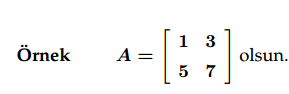 Örnek A = [ 1 3
5 7 ] olsun.